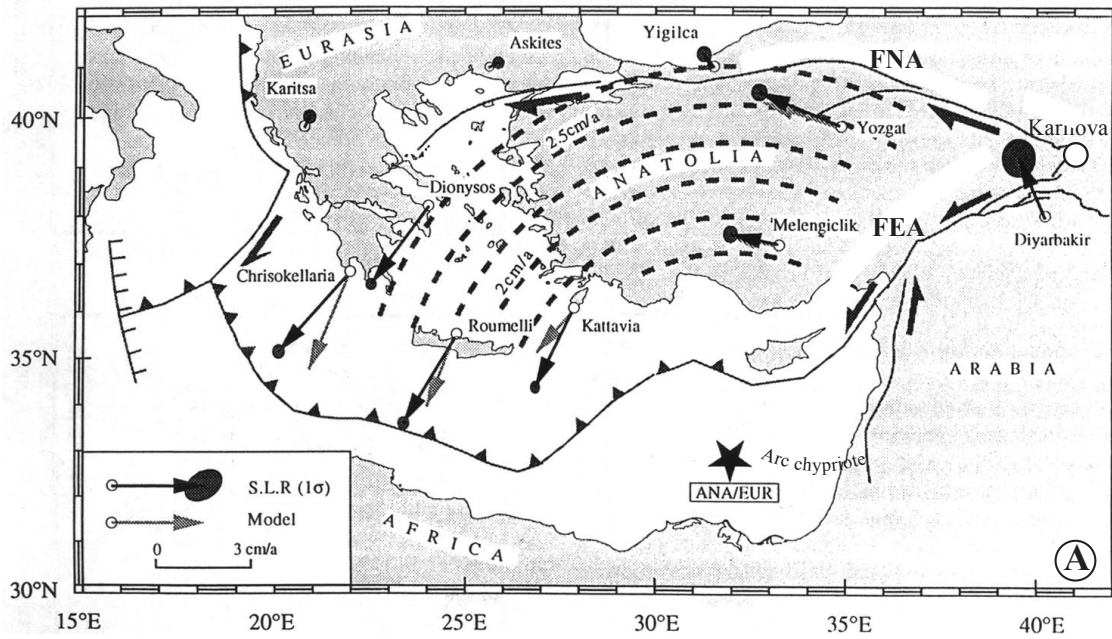 EURASIA
Askites
Yigilca
FNA
Karitsa
40°N
Karlıova
Yozgat
2.5cm/a
ANATOLIA
Dionysos
Melengiclik
FEA
Diyarbakir
Chrisokellaria
2cm/a
Roumelli
Kattavia
35°N
ARABIA
Arc chypriote
ANA/EUR
S.L.R (1σ)
Model
0 3 cm/a
AFRICA
A
30°N
15°E 20°E 25°E 30°E 35°E 40°E